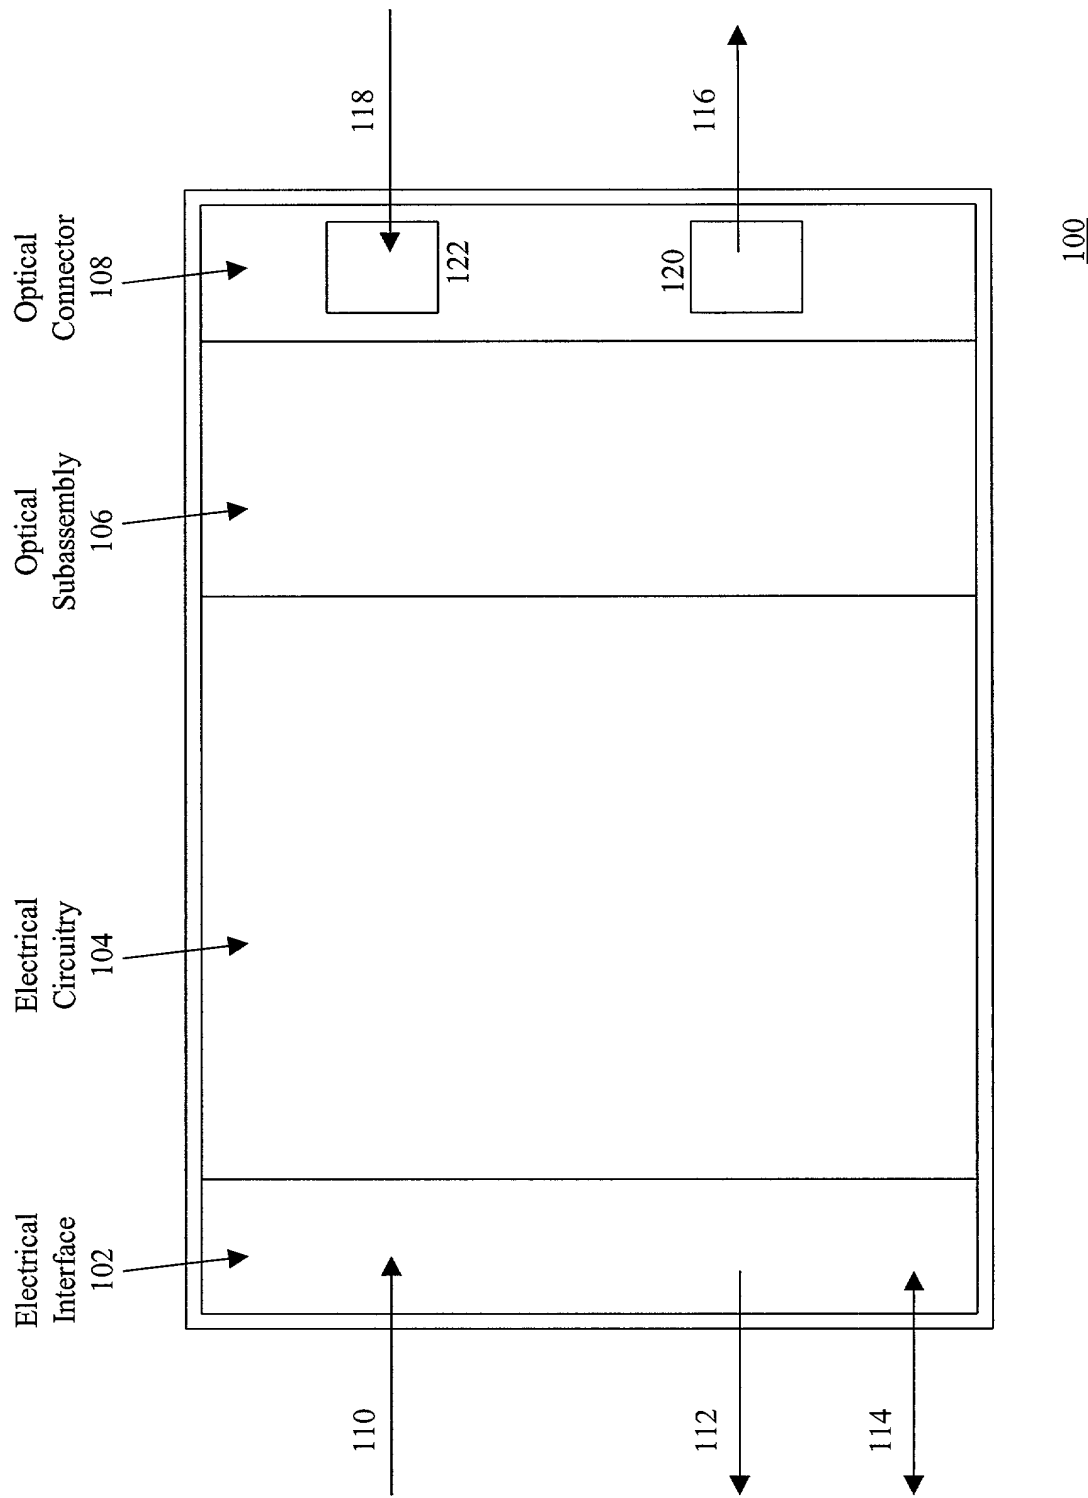 Electrical
Interface
102
Electrical
Circuitry
104
Optical
Subassembly
106
Optical
Connector
108
110
118
122
112
120
116
114
100